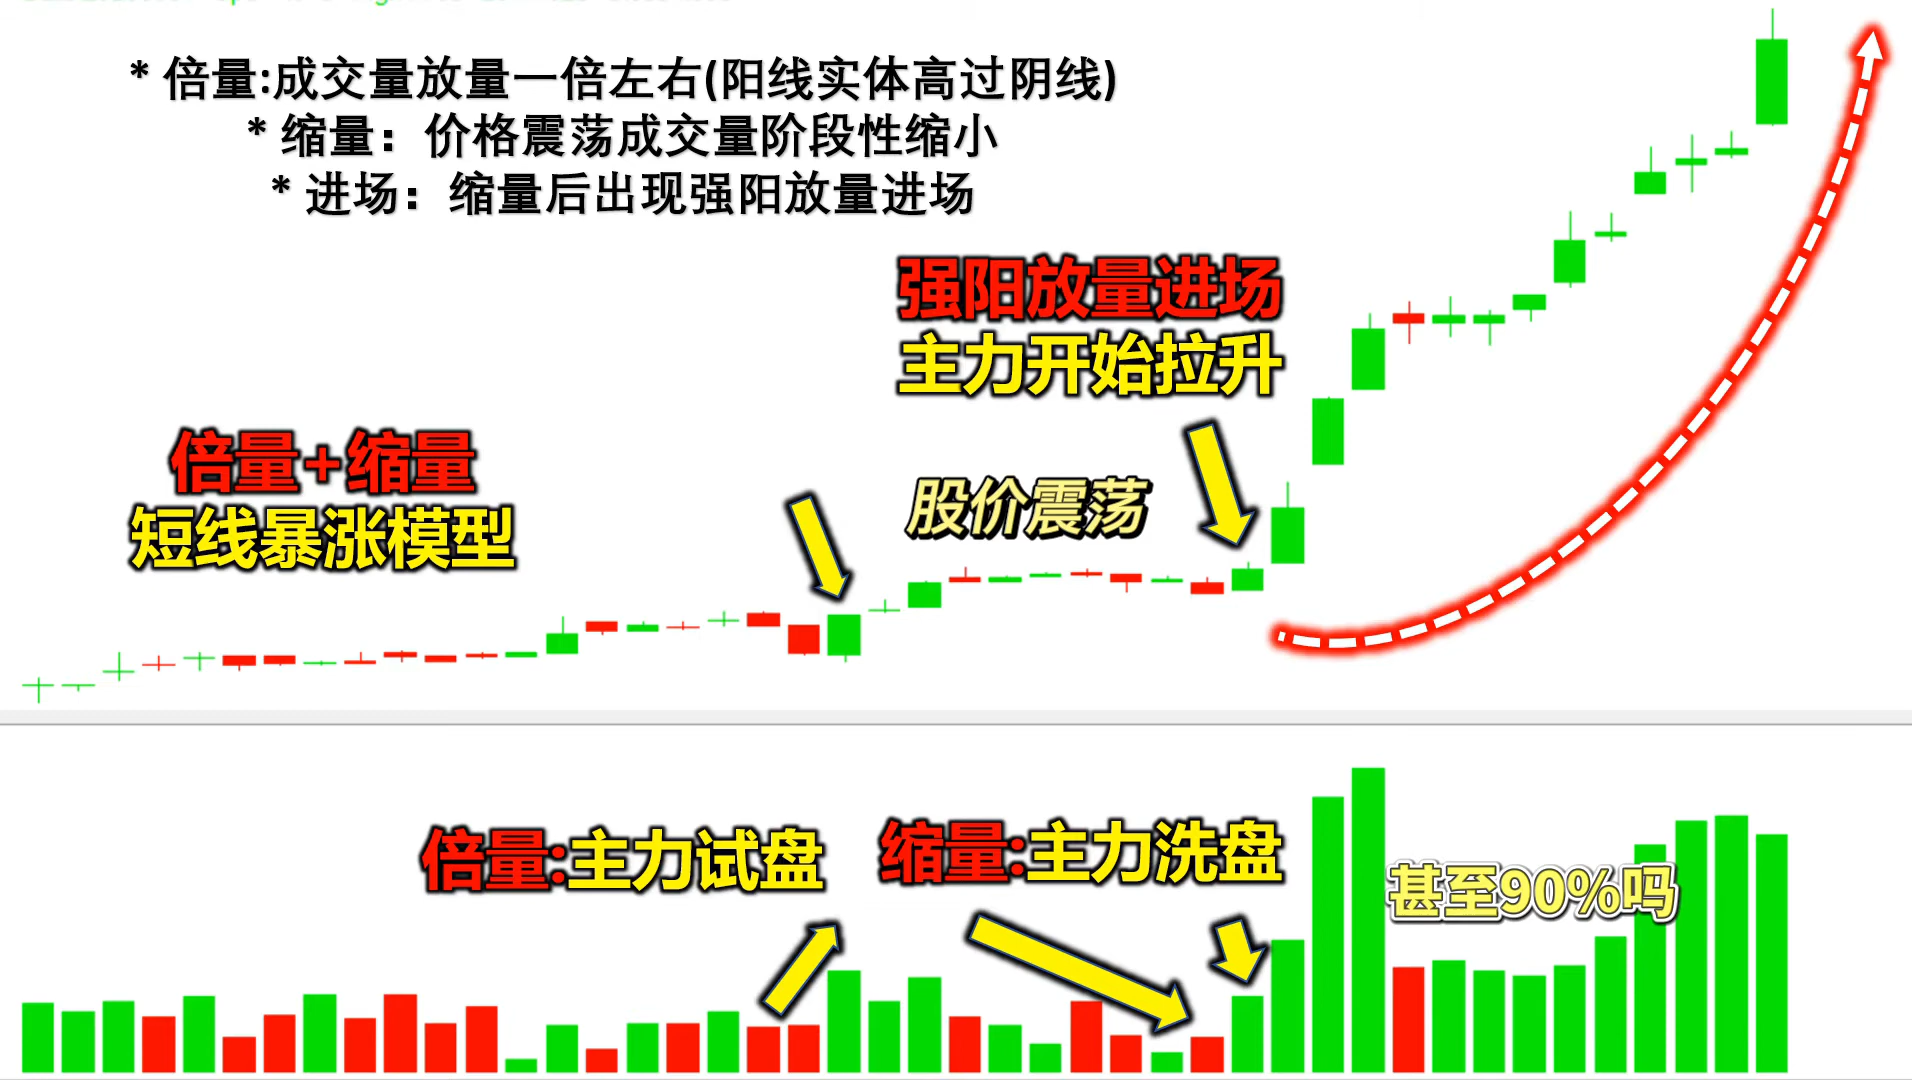 * 倍量:成交量放量一倍左右(阳线实体高过阴线)
* 缩量：价格震荡成交量阶段性缩小
* 进场：缩量后出现强阳放量进场
强阳放量进场
主力开始拉升
倍量+缩量
短线暴涨模型
股价震荡
倍量:主力试盘
缩量:主力洗盘
甚至90%吗